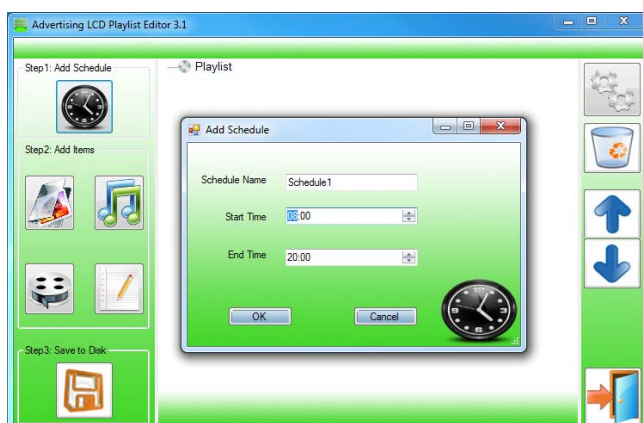 Advertising LCD Playlist Editor 3.1
Step1: Add Schedule
Playlist
Add Schedule
Step2: Add Items
Schedule Name
Schedule1
Start Time
08:00
End Time
20:00
OK
Cancel
Step3: Save to Disk